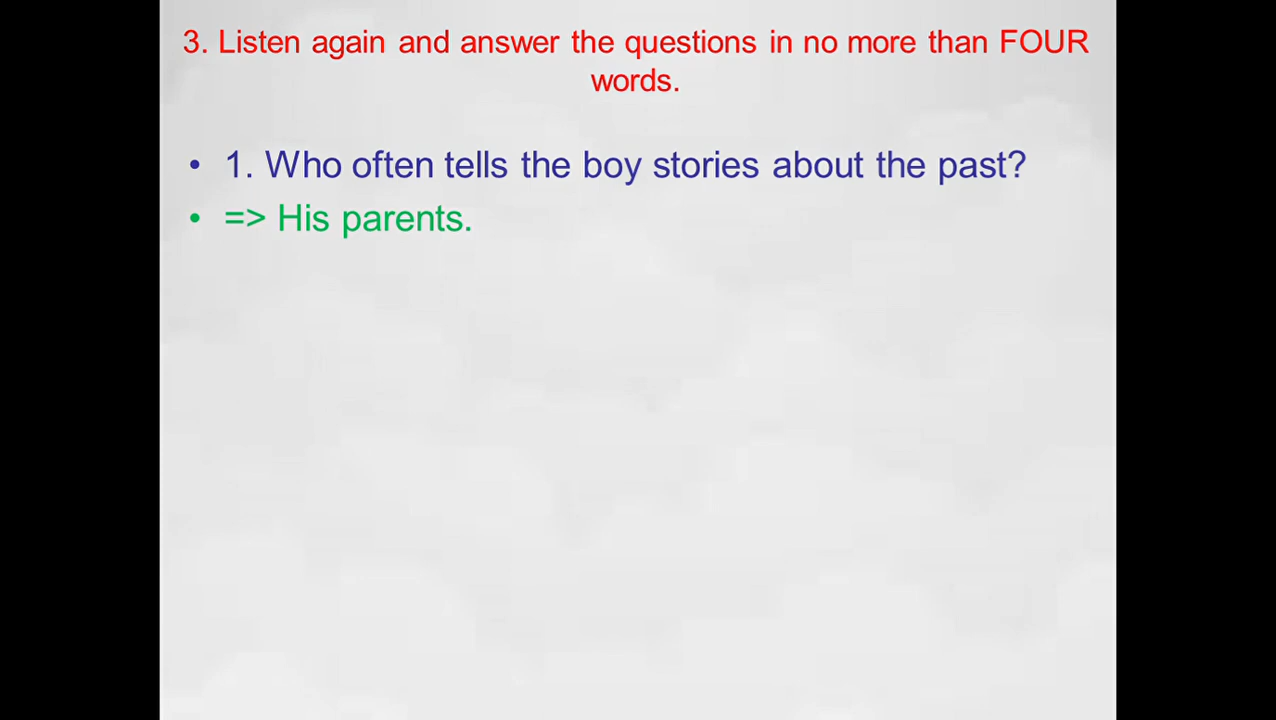 3. Listen again and answer the questions in no more than FOUR
words.
• 1. Who often tells the boy stories about the past?
• => His parents.